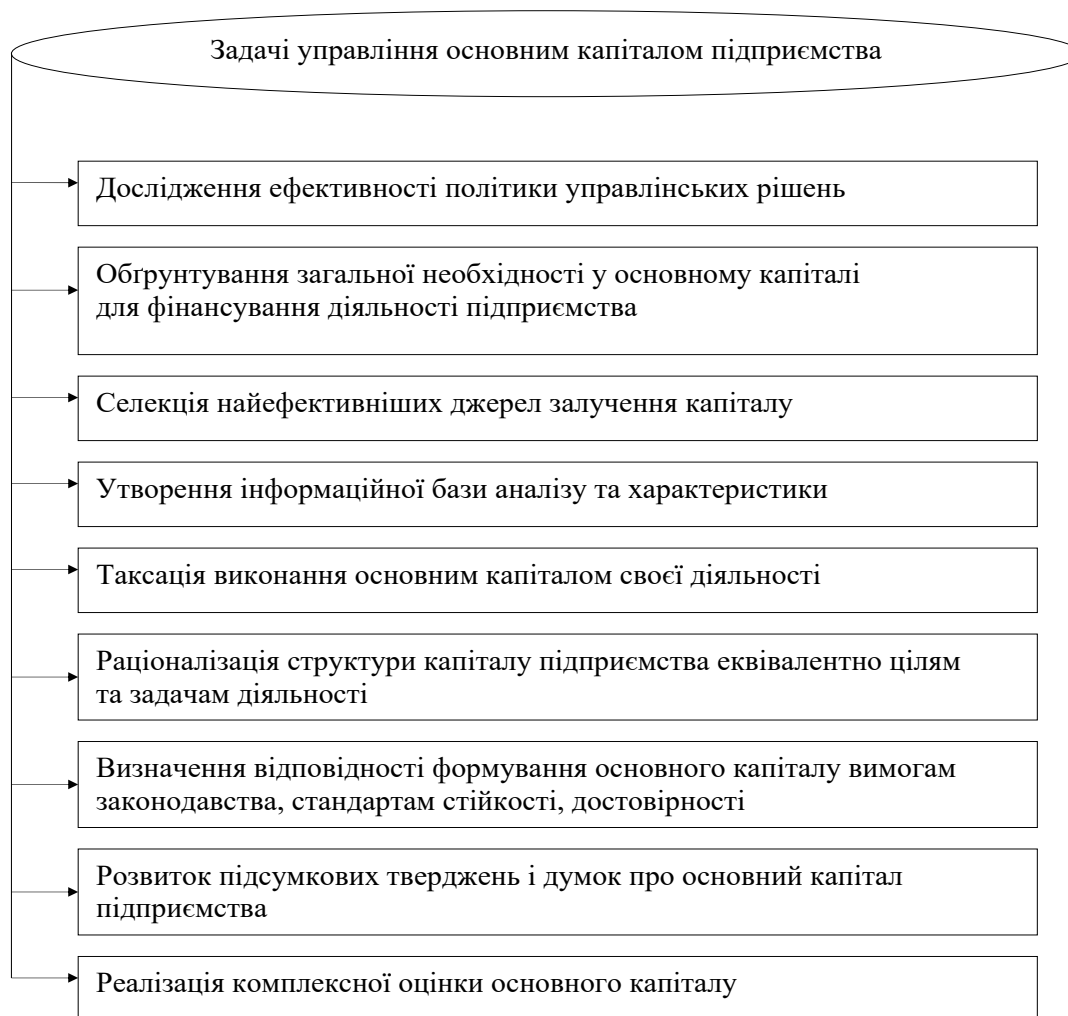 Задачі управління основним капіталом підприємства
Дослідження ефективності політики управлінських рішень
Обґрунтування загальної необхідності у основному капіталі
для фінансування діяльності підприємства
Селекція найефективніших джерел залучення капіталу
Утворення інформаційної бази аналізу та характеристики
Таксація виконання основним капіталом своєї діяльності
Раціоналізація структури капіталу підприємства еквівалентно цілям
та задачам діяльності
Визначення відповідності формування основного капіталу вимогам
законодавства, стандартам стійкості, достовірності
Розвиток підсумкових тверджень і думок про основний капітал
підприємства
Реалізація комплексної оцінки основного капіталу